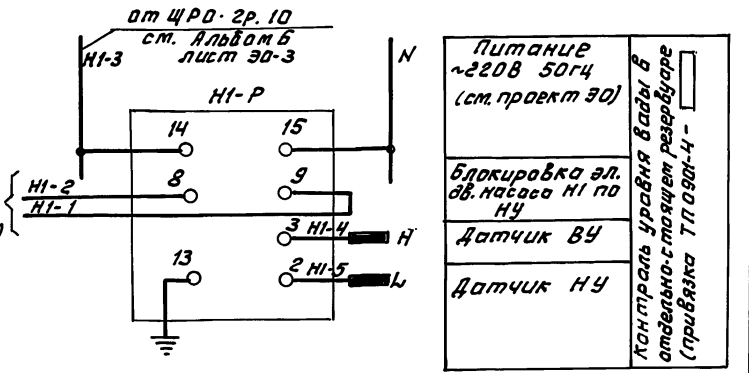 от ЩРО-2р.10
см. Альбом 6
лист ЭО-3
Н1-3
N
Н1-Р
14
15
8
9
Н1-2
Н1-1
3
Н1-4
Н
13
2
Н1-5
L
Питание
~220В 50гц
(см. проект ЭО)
Блокировка эл.
дв. насоса Н1 по
НУ
Датчик ВУ
Датчик НУ
Контроль уровня воды в
отдельно-стоящем резервуаре
(привязка ТП0901-4-